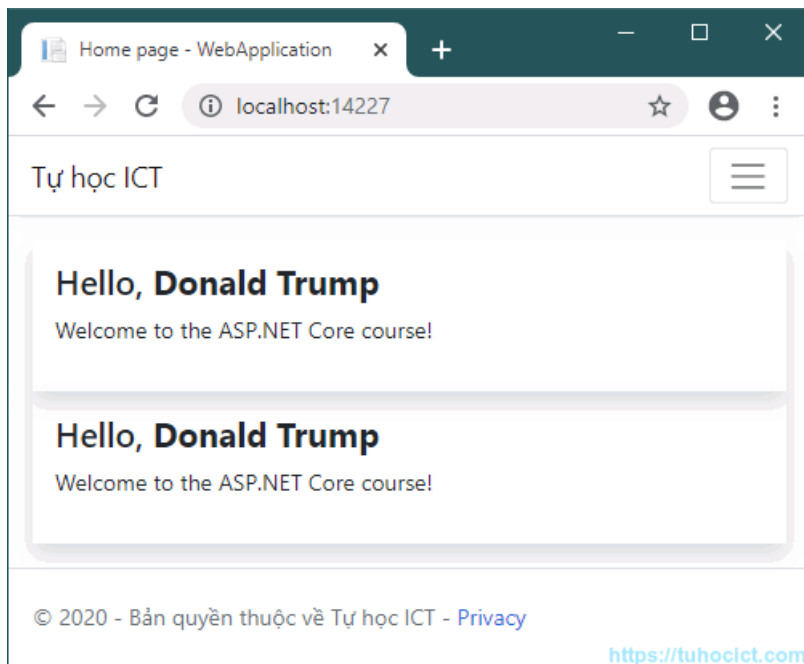 Home page - WebApplication
localhost:14227
Tự học ICT
Hello, Donald Trump
Welcome to the ASP.NET Core course!
Hello, Donald Trump
Welcome to the ASP.NET Core course!
© 2020 - Bản quyền thuộc về Tự học ICT - Privacy
https://tuhocict.com